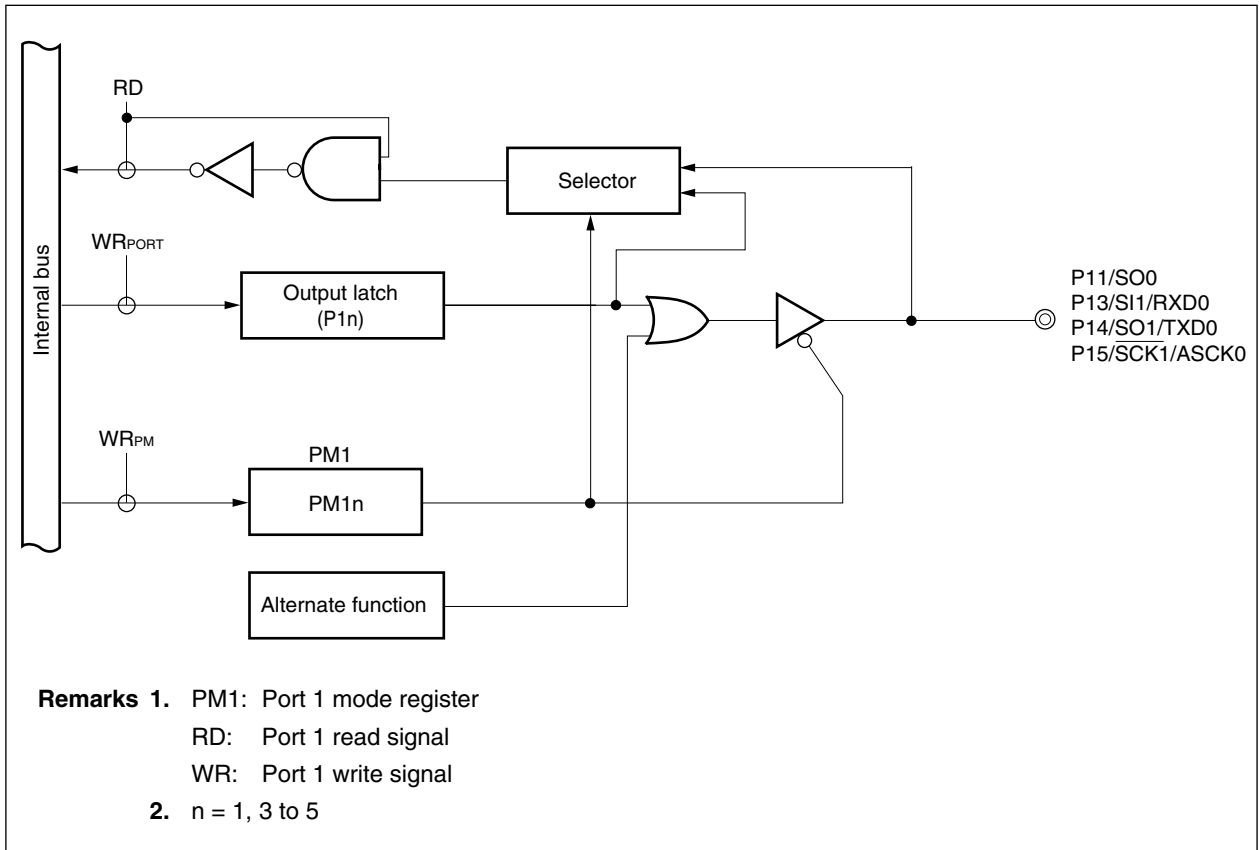 RD
Selector
WRPORT
Internal bus
Output latch
(P1n)
P11/SO0
P13/SI1/RXD0
P14/SO1/TXD0
P15/S̅C̅K̅1̅/ASCK0
WRPM
PM1
PM1n
Alternate function
Remarks 1. PM1: Port 1 mode register
RD: Port 1 read signal
WR: Port 1 write signal
2. n = 1, 3 to 5